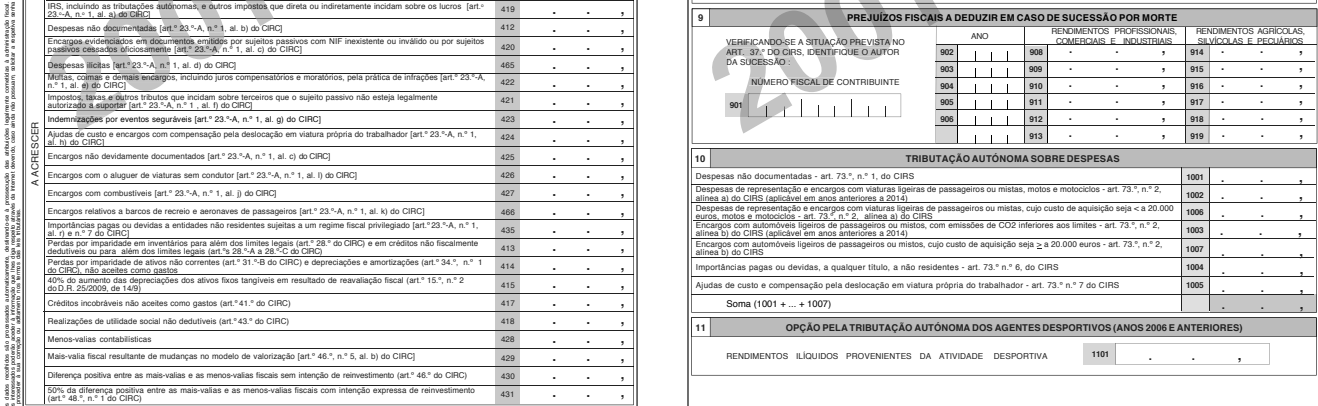 IRS, incluindo as tributações autónomas, e outros impostos que direta ou indiretamente incidam sobre os lucros [art.º
23.º-A, n.º 1, al. a) do CIRC]
419
Despesas não documentadas [art.º 23.º-A, n.º 1, al. b) do CIRC]
412
Encargos evidenciados em documentos emitidos por sujeitos passivos com NIF inexistente ou inválido ou por sujeitos
passivos cessados oficiosamente [art.º 23.º-A, n.º 1, al. c) do CIRC]
420
Despesas ilícitas [art.º 23.º-A, n.º 1, al. d) do CIRC]
465
Multas, coimas e demais encargos, incluindo juros compensatórios e moratórios, pela prática de infrações [art.º 23.º-A,
n.º 1, al. e) do CIRC]
422
Impostos, taxas e outros tributos que incidam sobre terceiros que o sujeito passivo não esteja legalmente
autorizado a suportar [art.º 23.º-A, n.º 1, al. f) do CIRC]
421
Indemnizações por eventos seguráveis [art.º 23.º-A, n.º 1, al. g) do CIRC]
423
Ajudas de custo e encargos com compensação pela deslocação em viatura própria do trabalhador [art.º 23.º-A, n.º 1,
al. h) do CIRC]
424
Encargos não devidamente documentados [art.º 23.º-A, n.º 1, al. c) do CIRC]
425
Encargos com o aluguer de viaturas sem condutor [art.º 23.º-A, n.º 1, al. i) do CIRC]
426
Encargos com combustíveis [art.º 23.º-A, n.º 1, al. j) do CIRC]
427
Encargos relativos a barcos de recreio e aeronaves de passageiros [art.º 23.º-A, n.º 1, al. k) do CIRC]
466
Importâncias pagas ou devidas a entidades não residentes sujeitas a um regime fiscal privilegiado [art.º 23.º-A, n.º 1,
al. r) e n.º 7 do CIRC]
435
Perdas por imparidade em inventários para além dos limites legais (art.º 28.º do CIRC) e em créditos não fiscalmente
dedutíveis ou para além dos limites legais (art.ºs 28.º-A a 28.º-C do CIRC)
413
Perdas por imparidade de ativos não correntes (art.º 31.º-B do CIRC) e depreciações e amortizações (art.º 34.º, n.º 1
do CIRC), não aceites como gastos
414
40% do aumento das depreciações dos ativos fixos tangíveis em resultado de reavaliação fiscal (art.º 15.º, n.º 2
do D.R. 25/2009, de 14/9)
415
Créditos incobráveis não aceites como gastos (art.º 41.º do CIRC)
417
Realizações de utilidade social não dedutíveis (art.º 43.º do CIRC)
418
Menos-valias contabilísticas
428
Mais-valia fiscal resultante de mudanças no modelo de valorização [art.º 46.º, n.º 5, al. b) do CIRC]
429
Diferença positiva entre as mais-valias e as menos-valias fiscais sem intenção de reinvestimento (art.º 46.º do CIRC)
430
50% da diferença positiva entre as mais-valias e as menos-valias fiscais com intenção expressa de reinvestimento
(art.º 48.º, n.º 1 do CIRC)
431
A ACRESCER
9 PREJUÍZOS FISCAIS A DEDUZIR EM CASO DE SUCESSÃO POR MORTE
VERIFICANDO-SE A SITUAÇÃO PREVISTA NO
ART. 37.º DO CIRS, IDENTIFIQUE O AUTOR
DA SUCESSÃO :
NÚMERO FISCAL DE CONTRIBUINTE
901
ANO
RENDIMENTOS PROFISSIONAIS,
COMERCIAIS E INDUSTRIAIS
RENDIMENTOS AGRÍCOLAS,
SILVÍCOLAS E PECUÁRIOS
902 908 914
903 909 915
904 910 916
905 911 917
906 912 918
913 919
10 TRIBUTAÇÃO AUTÓNOMA SOBRE DESPESAS
Despesas não documentadas - art. 73.º, n.º 1, do CIRS
1001
Despesas de representação e encargos com viaturas ligeiras de passageiros ou mistas, motos e motociclos - art. 73.º, n.º 2,
alínea a) do CIRS (aplicável em anos anteriores a 2014)
1002
Despesas de representação e encargos com viaturas ligeiras de passageiros ou mistas, cujo custo de aquisição seja < a 20.000
euros, motos e motociclos - art. 73.º, n.º 2, alínea a) do CIRS
1006
Encargos com automóveis ligeiros de passageiros ou mistos, com emissões de CO2 inferiores aos limites - art. 73.º, n.º 2,
alínea b) do CIRS (aplicável em anos anteriores a 2014)
1003
Encargos com automóveis ligeiros de passageiros ou mistos, cujo custo de aquisição seja ≥ a 20.000 euros - art. 73.º, n.º 2,
alínea b) do CIRS
1007
Importâncias pagas ou devidas, a qualquer título, a não residentes - art. 73.º n.º 6, do CIRS
1004
Ajudas de custo e compensação pela deslocação em viatura própria do trabalhador - art. 73.º n.º 7 do CIRS
1005
Soma (1001 + ... + 1007)
11 OPÇÃO PELA TRIBUTAÇÃO AUTÓNOMA DOS AGENTES DESPORTIVOS (ANOS 2006 E ANTERIORES)
RENDIMENTOS ILÍQUIDOS PROVENIENTES DA ATIVIDADE DESPORTIVA
1101